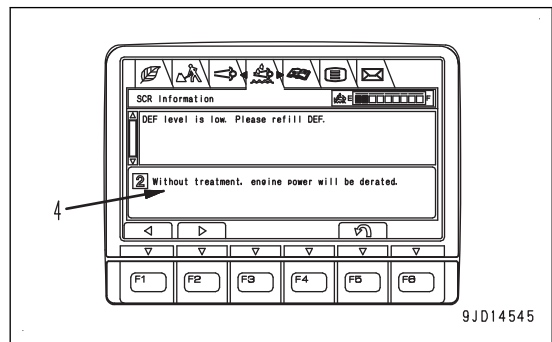 SCR Information
E F
DEF level is low. Please refill DEF.
2 Without treatment, engine power will be derated.
4
F1 F2 F3 F4 F5 F6
9JD14545